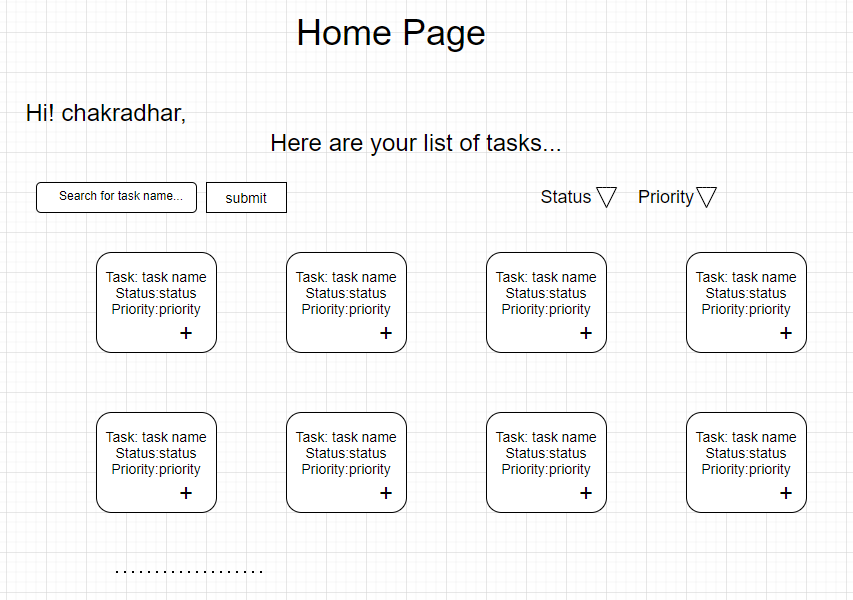 Home Page
Hi! chakradhar,
Here are your list of tasks...
Search for task name...
submit
Status
Priority
Task: task name
Status:status
Priority:priority
+
Task: task name
Status:status
Priority:priority
+
Task: task name
Status:status
Priority:priority
+
Task: task name
Status:status
Priority:priority
+
Task: task name
Status:status
Priority:priority
+
Task: task name
Status:status
Priority:priority
+
Task: task name
Status:status
Priority:priority
+
Task: task name
Status:status
Priority:priority
+